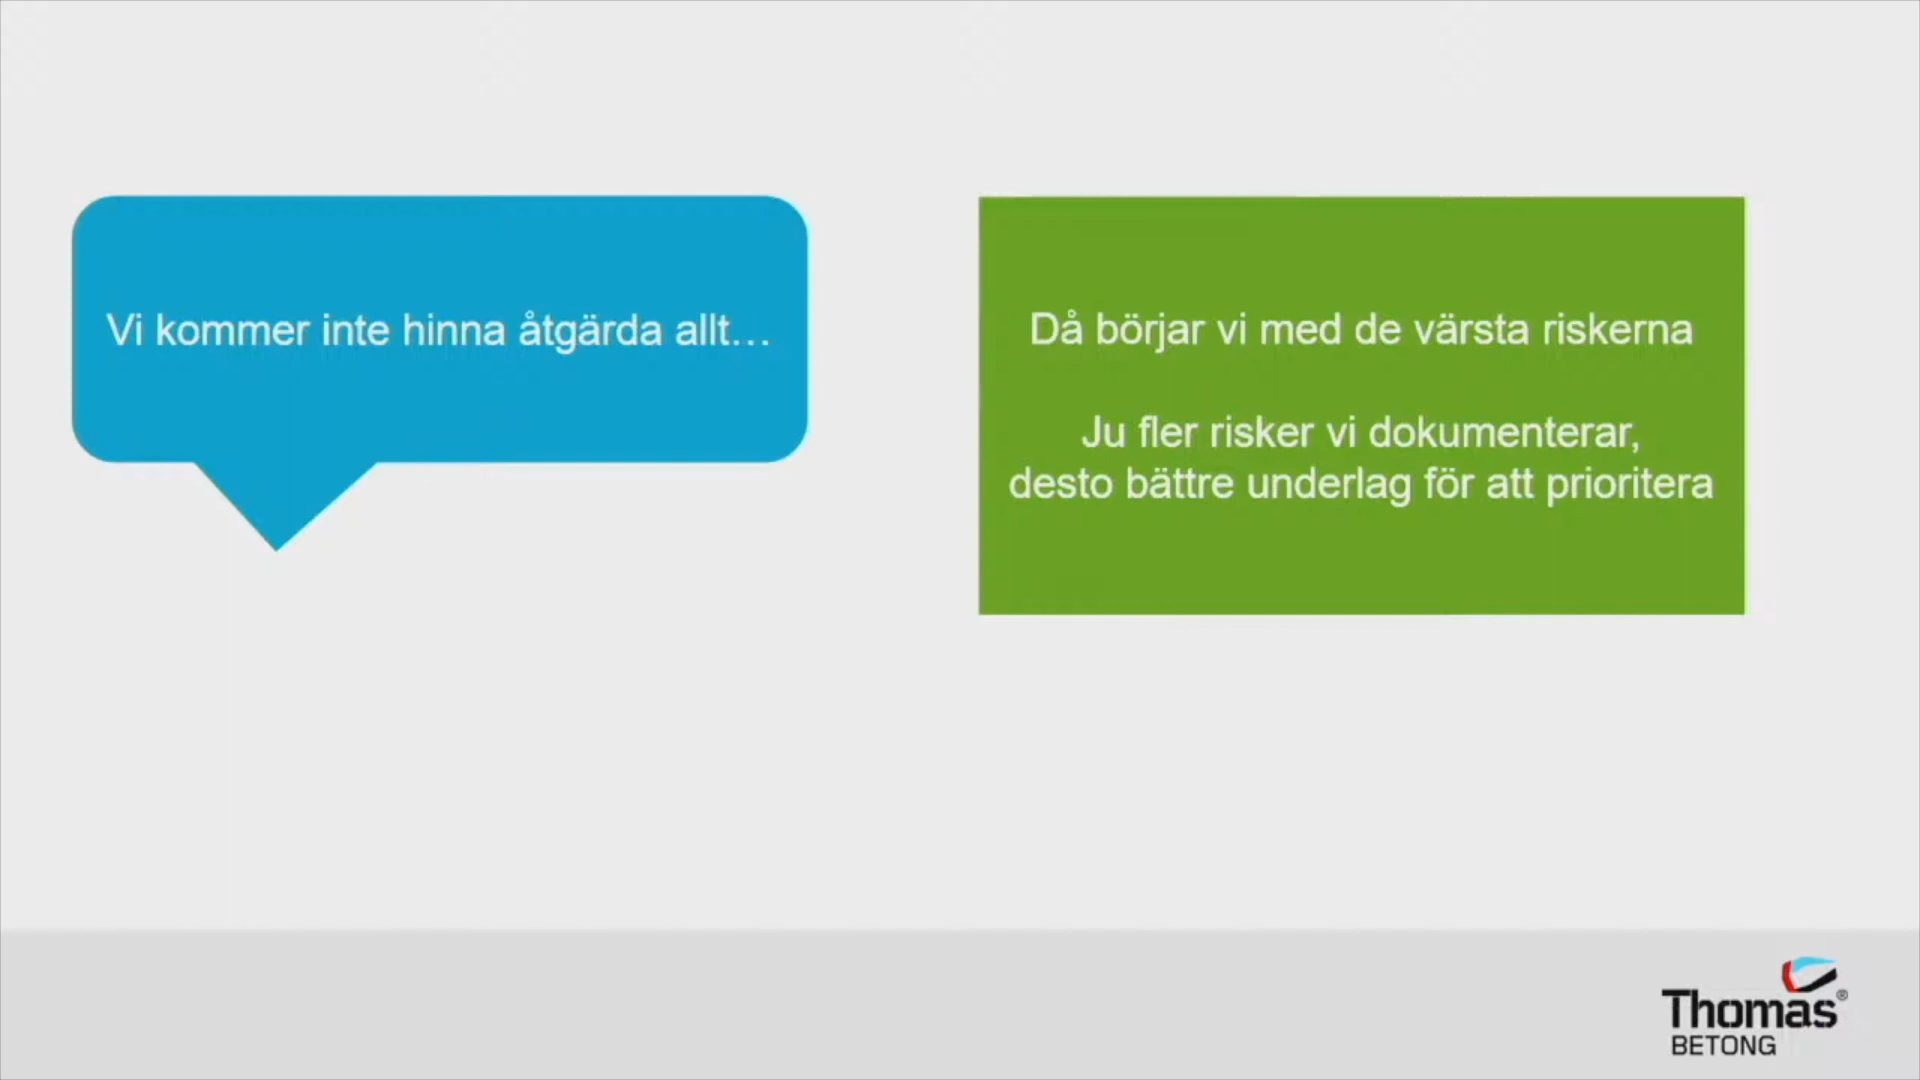 Vi kommer inte hinna åtgärda allt…
Då börjar vi med de värsta riskerna
Ju fler risker vi dokumenterar,
desto bättre underlag för att prioritera
Thomas®
BETONG